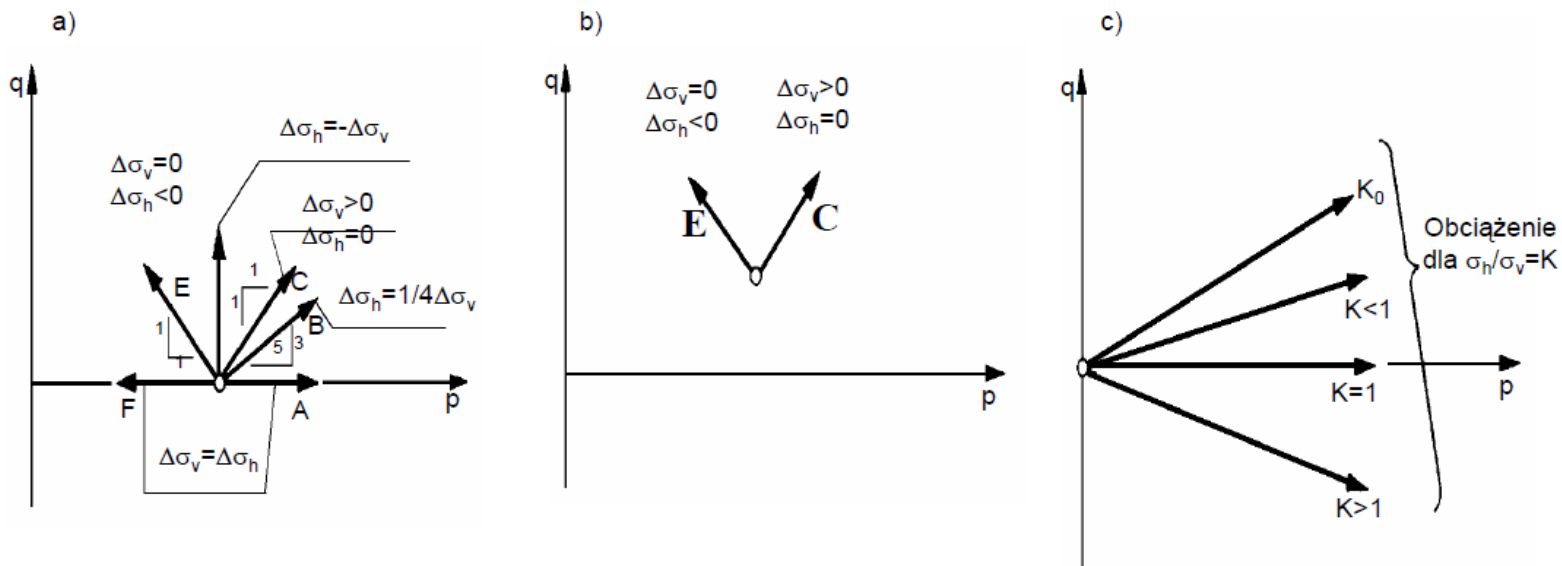 a)
q
Δσh=-Δσv
Δσv=0
Δσh<0
Δσv>0
Δσh=0
E
1
1
1
1
C
Δσh=1/4Δσv
B
5
3
F
A
p
Δσv=Δσh
b)
Δσv=0
Δσh<0
Δσv>0
Δσh=0
E
C
p
c)
q
K0
Obciążenie
dla σh/σv=K
K<1
K=1
p
K>1